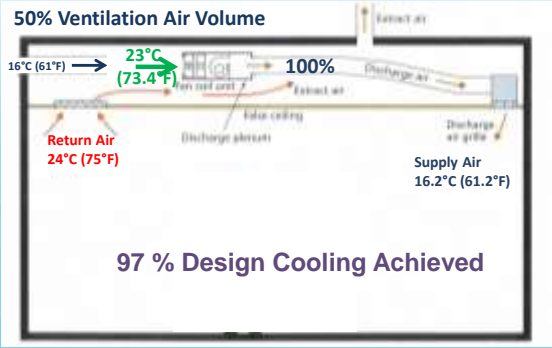 50% Ventilation Air Volume
Extract air
16°C (61°F)
23°C
(73.4°F)
Fan coil unit
100%
Discharge air
Extract air
False ceiling
Discharge plenum
Discharge
air grille
Return Air
24°C (75°F)
Supply Air
16.2°C (61.2°F)
97 % Design Cooling Achieved